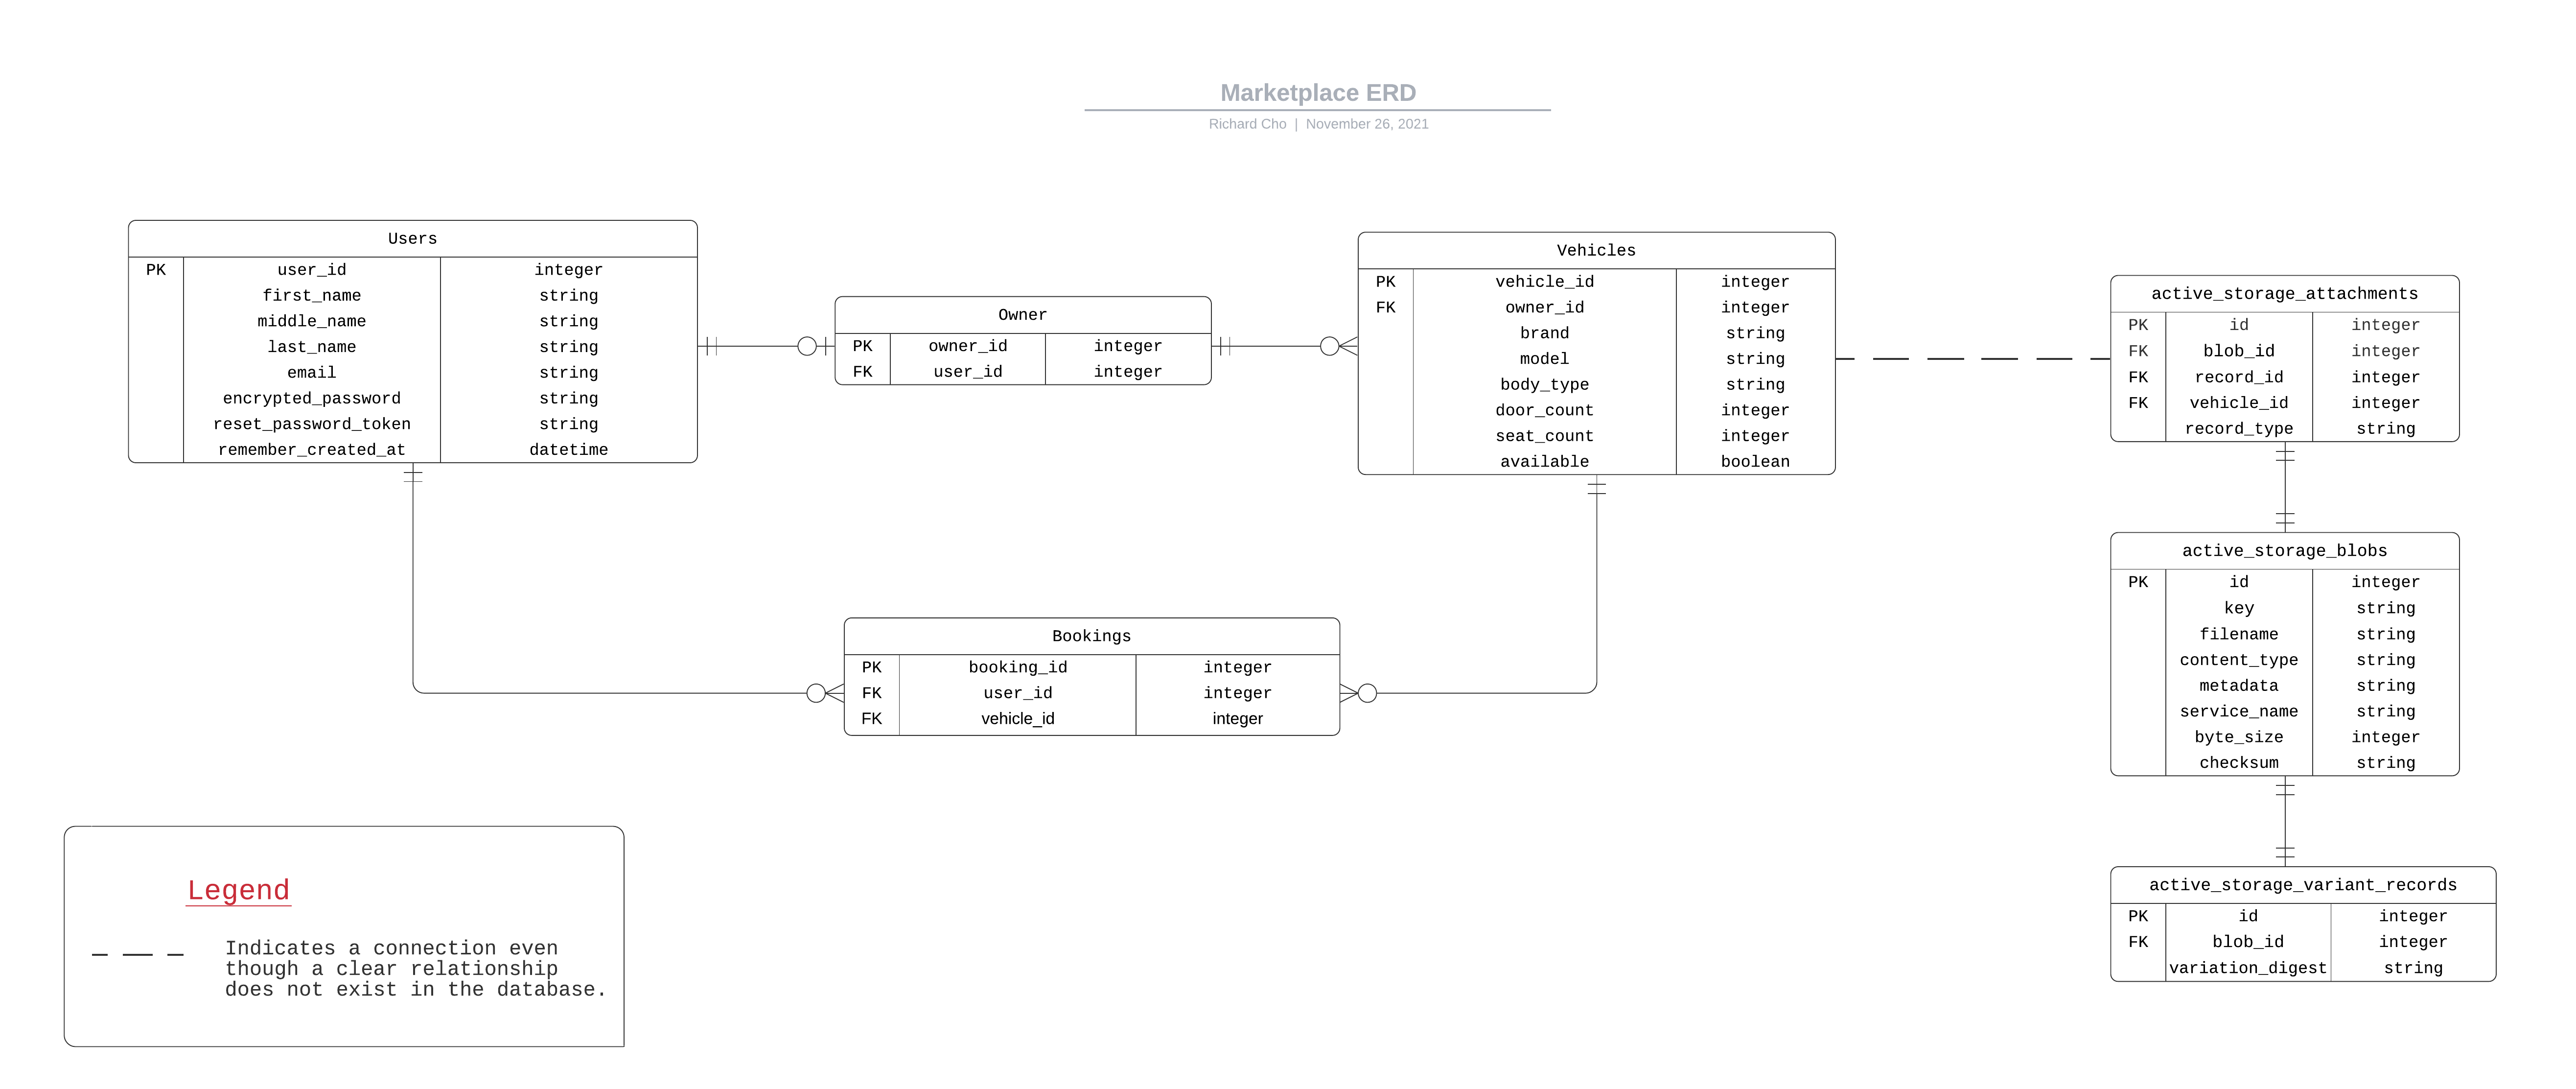 Marketplace ERD
Richard Cho | November 26, 2021
Users
PK user_id integer
first_name string
middle_name string
last_name string
email string
encrypted_password string
reset_password_token string
remember_created_at datetime
Owner
PK owner_id integer
FK user_id integer
Vehicles
PK vehicle_id integer
FK owner_id integer
brand string
model string
body_type string
door_count integer
seat_count integer
available boolean
active_storage_attachments
PK id integer
FK blob_id integer
FK record_id integer
FK vehicle_id integer
record_type string
active_storage_blobs
PK id integer
key string
filename string
content_type string
metadata string
service_name string
byte_size integer
checksum string
Bookings
PK booking_id integer
FK user_id integer
FK vehicle_id integer
active_storage_variant_records
PK id integer
FK blob_id integer
variation_digest string
Legend
Indicates a connection even
though a clear relationship
does not exist in the database.